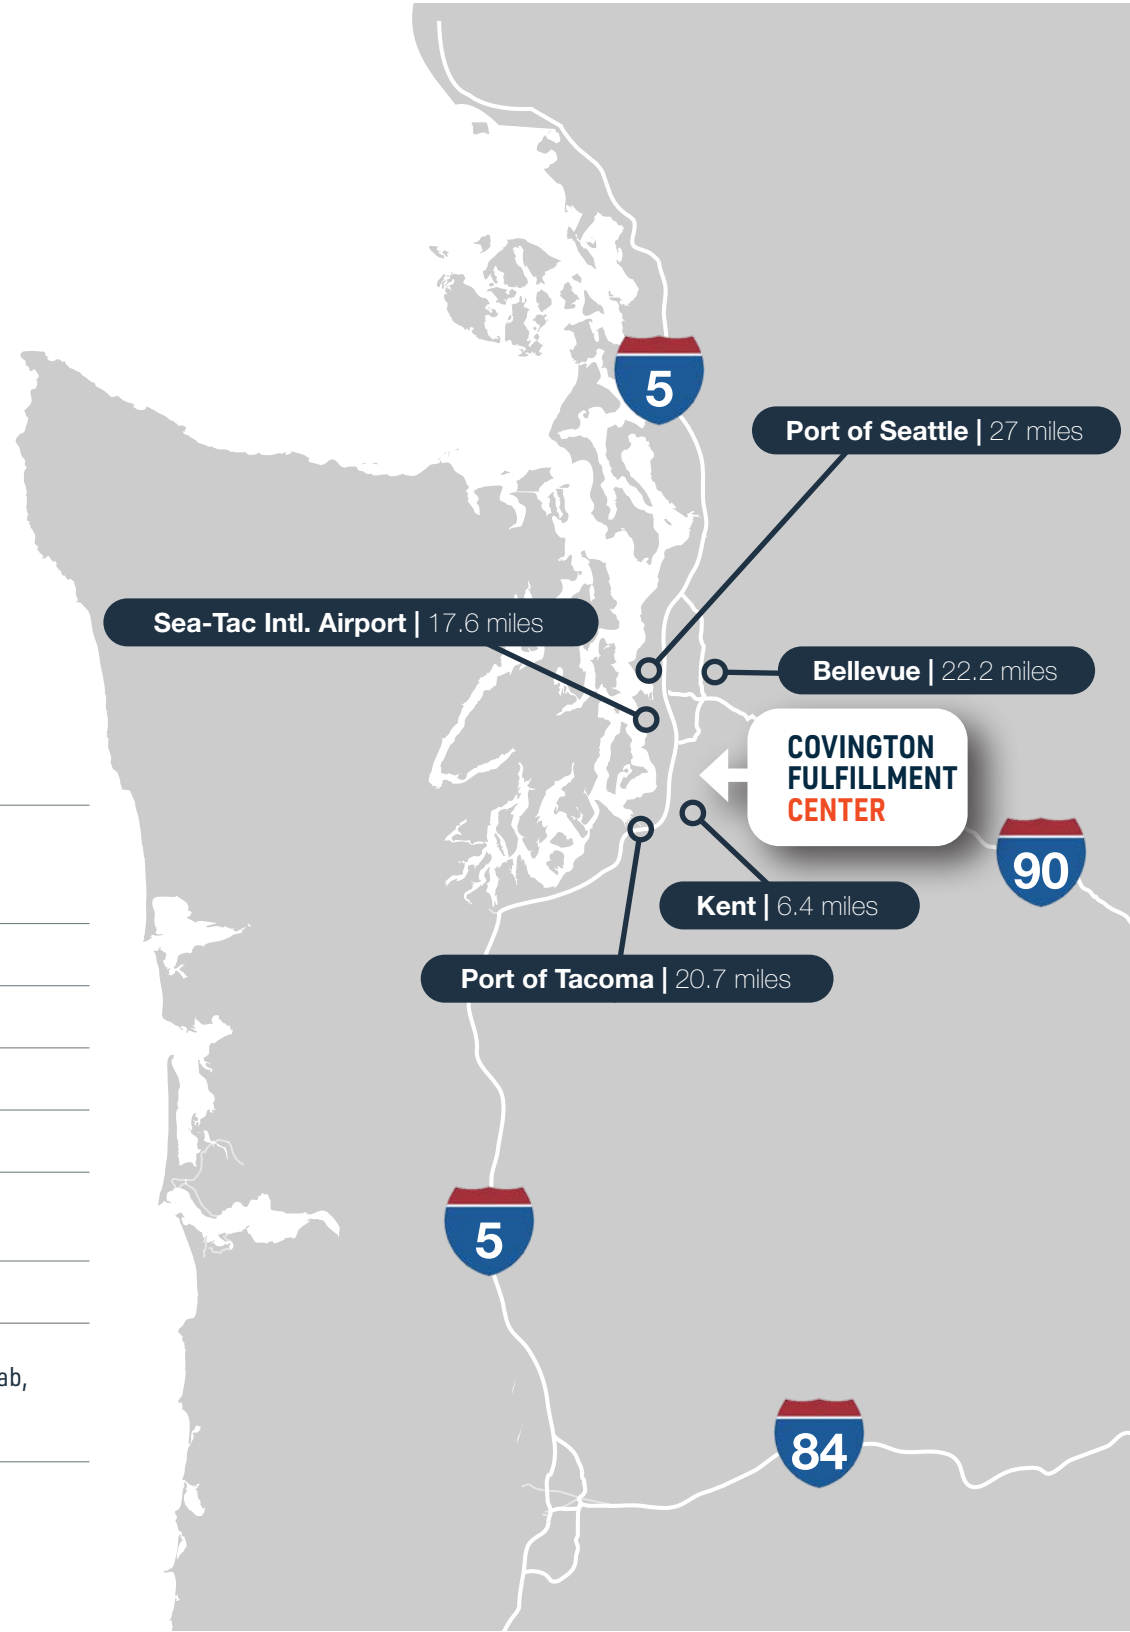 5
Port of Seattle | 27 miles
Sea-Tac Intl. Airport | 17.6 miles
Bellevue | 22.2 miles
COVINGTON
FULFILLMENT
CENTER
90
Kent | 6.4 miles
Port of Tacoma | 20.7 miles
5
ab,
84